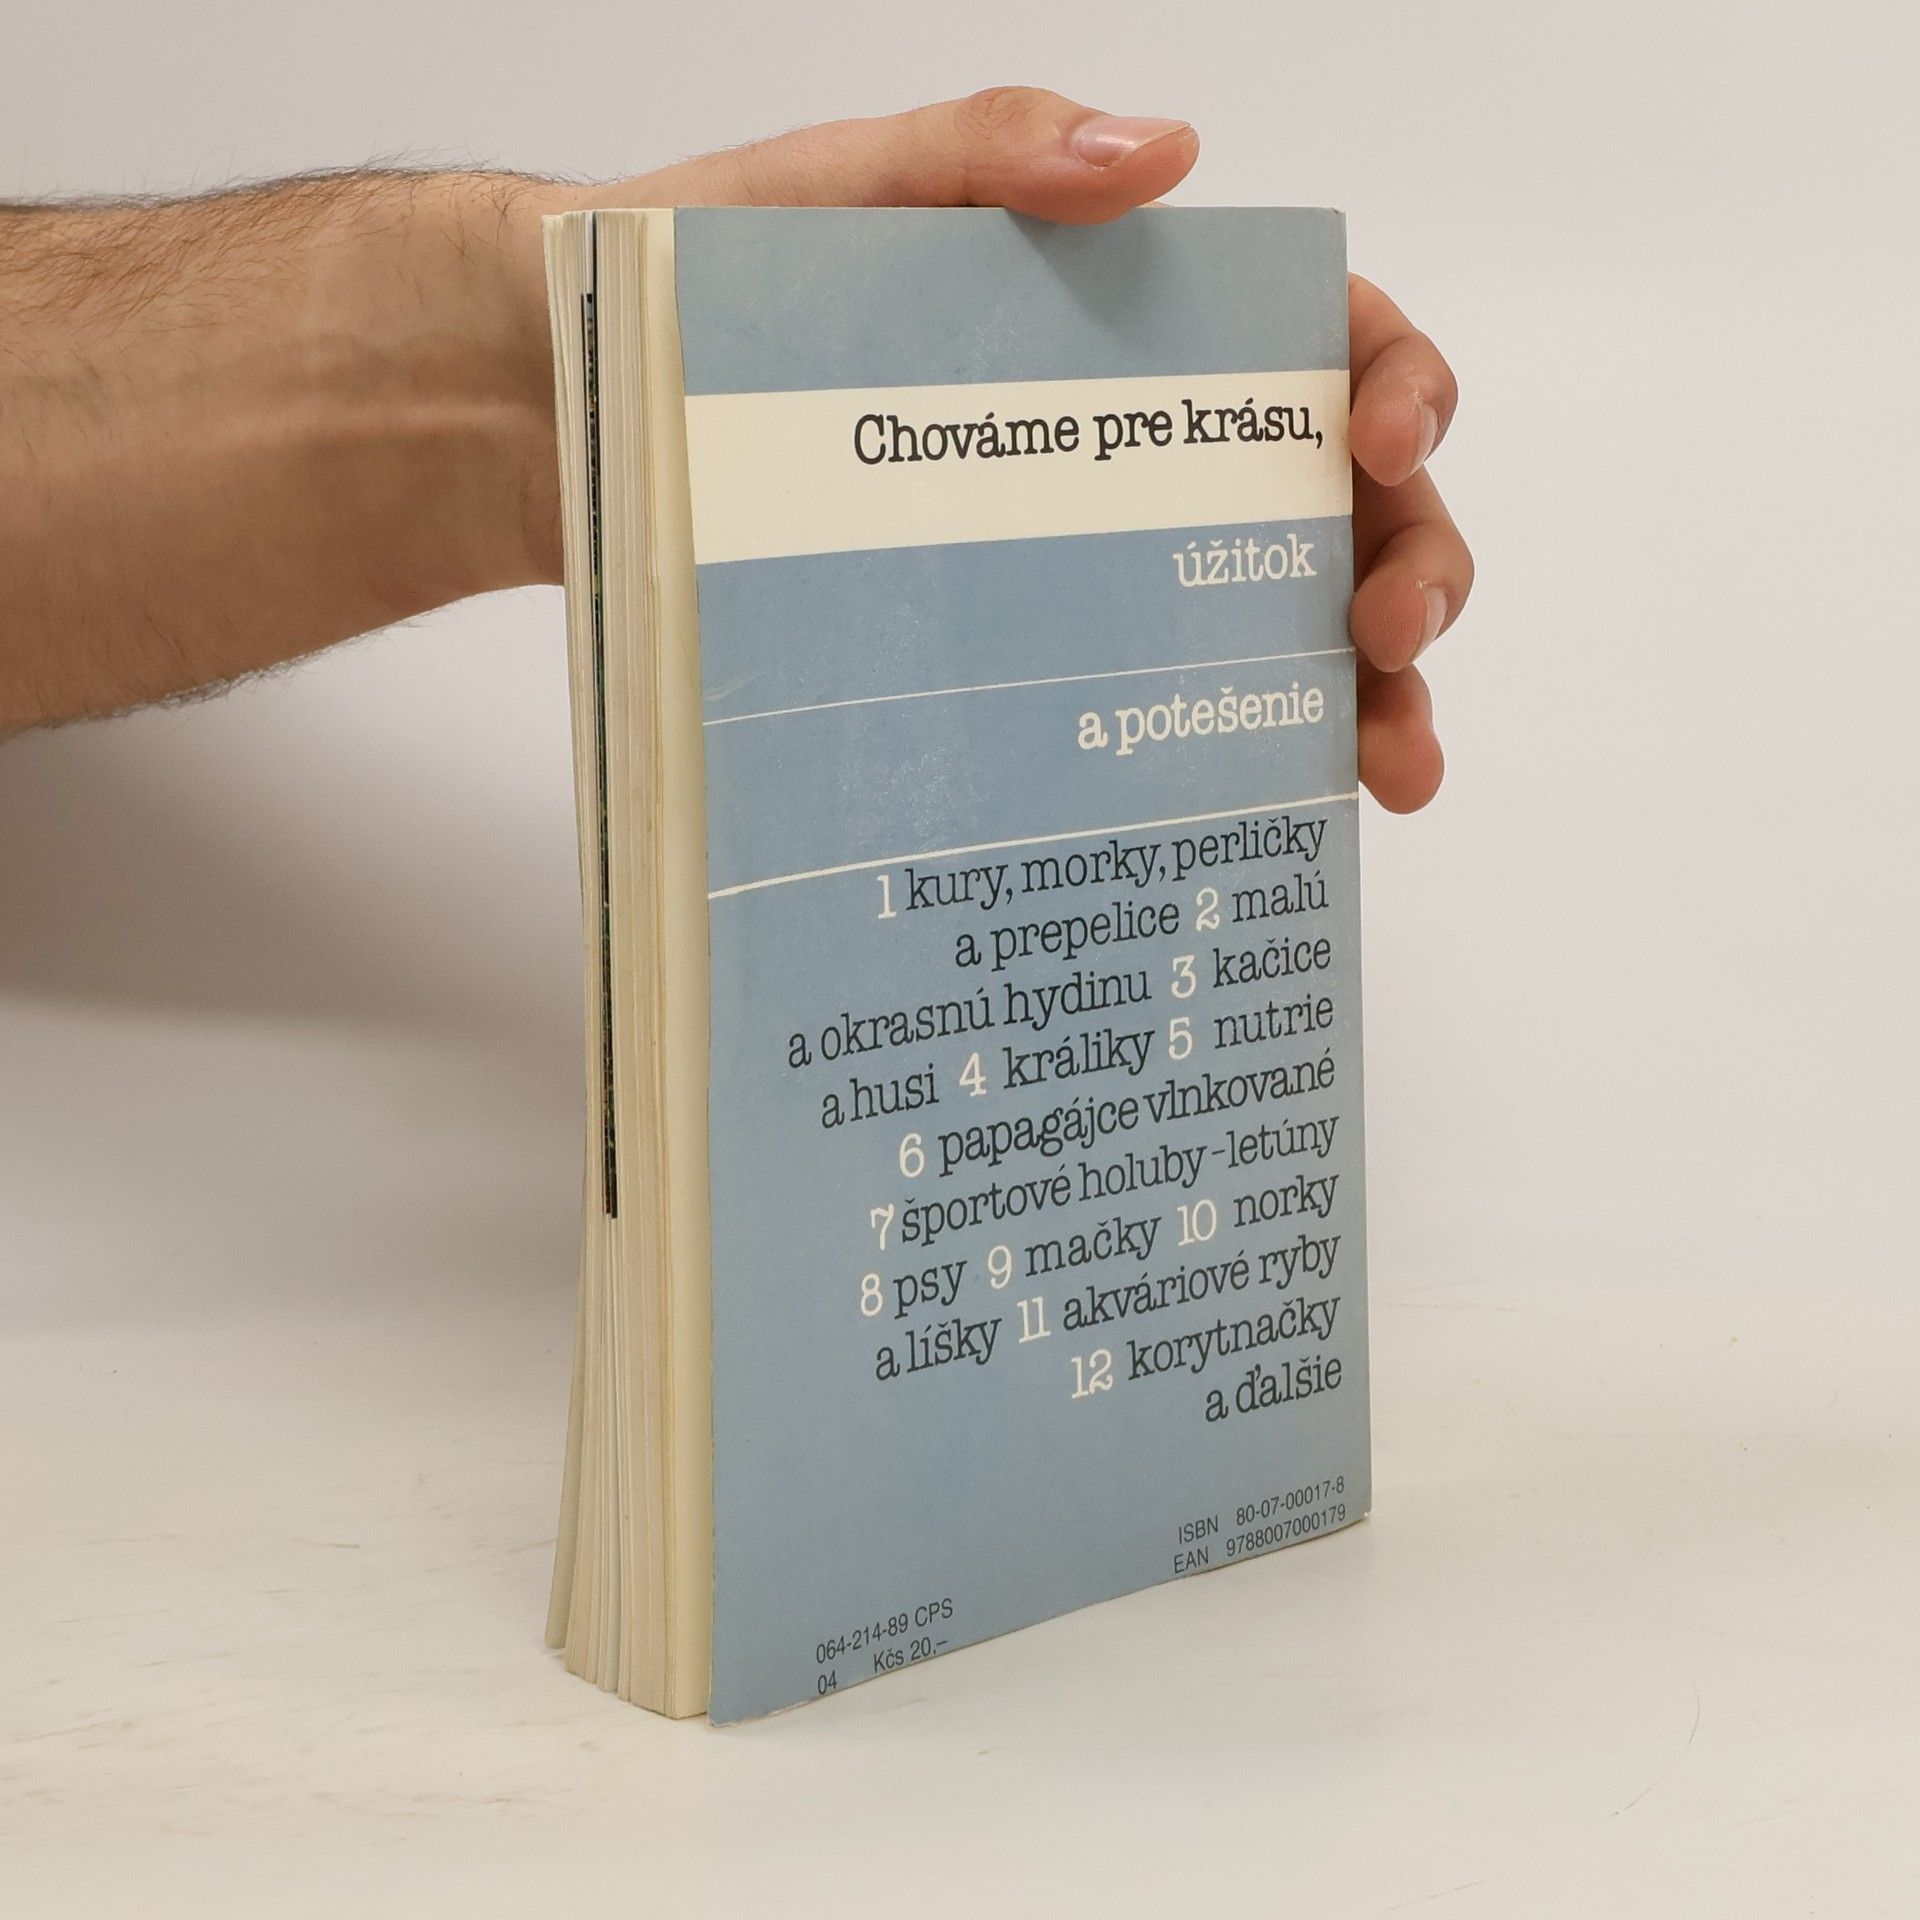 Chováme pre krásu,
úžitok
a potešenie
1 kury, morky, perličky
a prepelice 2 malú
a okrasnú hydinu 3 kačice
a husi 4 králiky 5 nutrie
6 papagájce vlnkované
7 športové holuby - letúny
8 psy 9 mačky 10 norky
a líšky 11 akváriové ryby
12 korytnačky
a ďalšie
ISBN 80-07-00017-8
EAN 9788007000179
064-214-89 CPS
04 Kčs 20,–